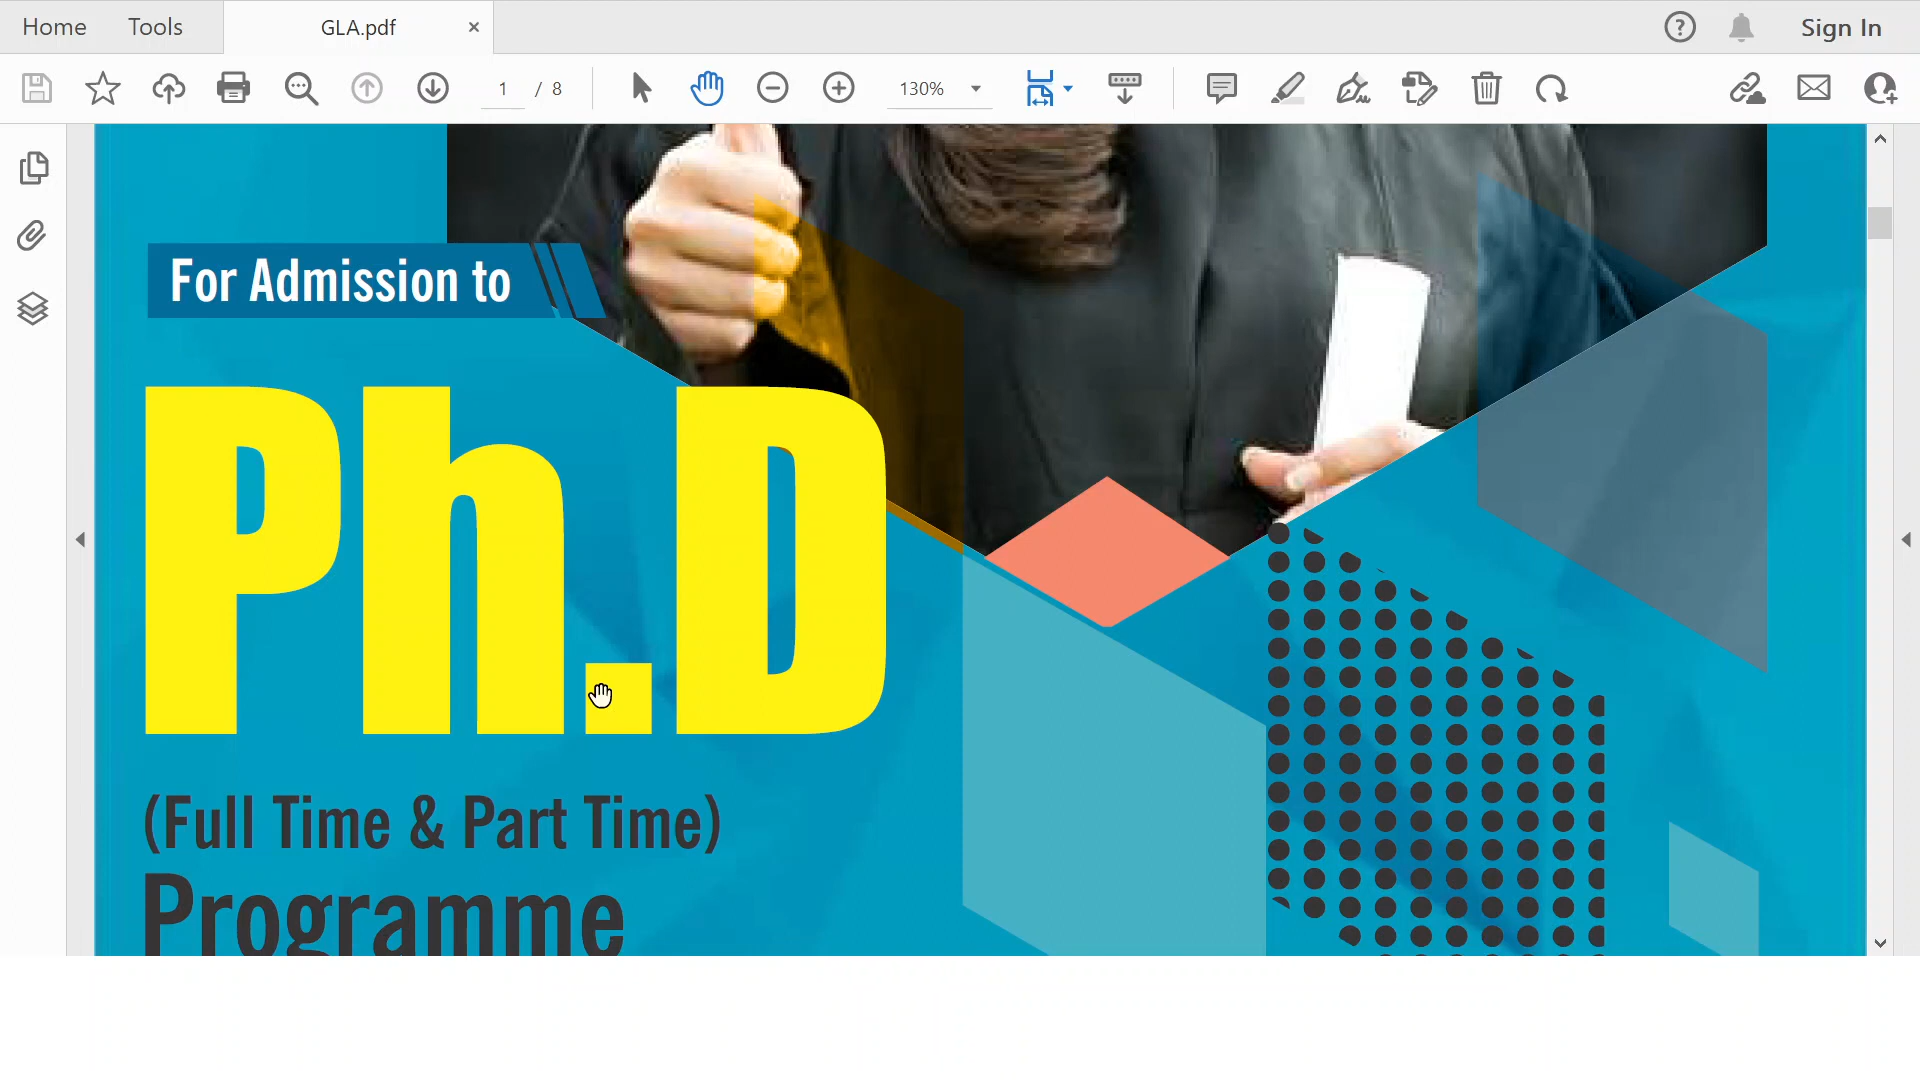 Home Tools GLA.pdf × Sign In
1 / 8 130%
For Admission to
Ph.D
(Full Time & Part Time)
Programme